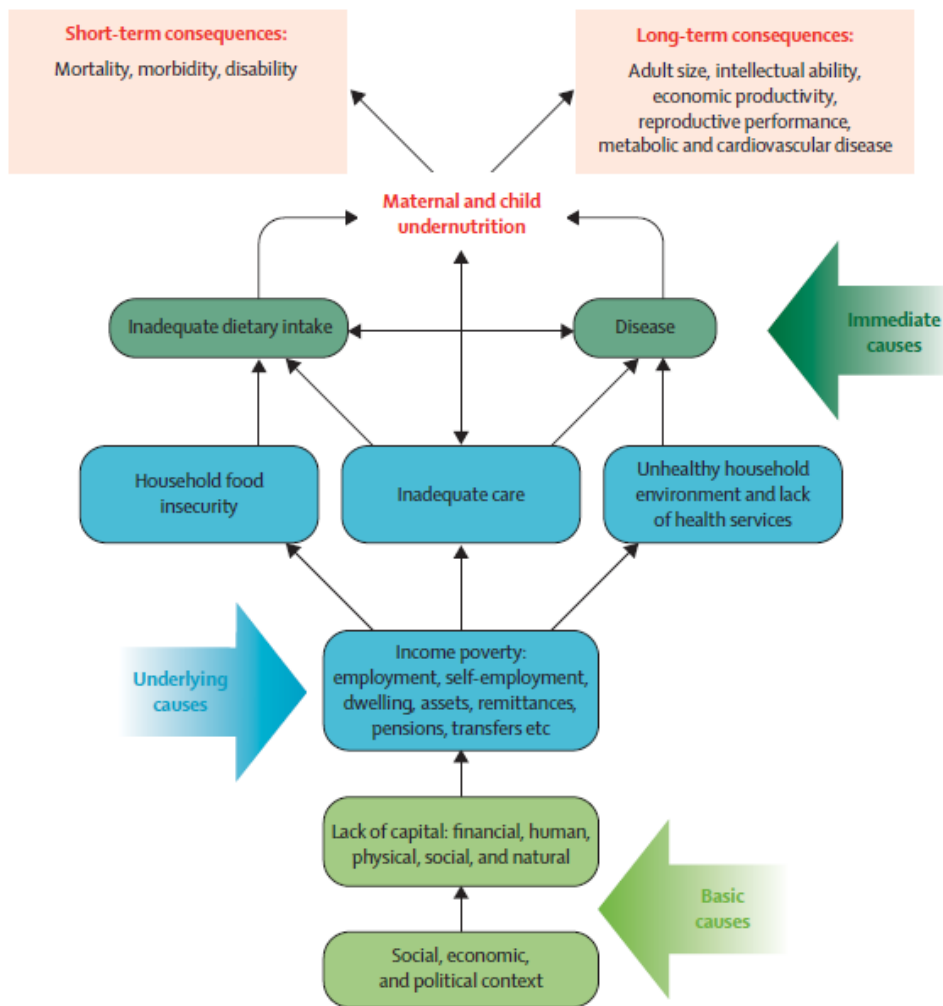 Short-term consequences:
Mortality, morbidity, disability
Long-term consequences:
Adult size, intellectual ability,
economic productivity,
reproductive performance,
metabolic and cardiovascular disease
Maternal and child
undernutrition
Inadequate dietary intake
Disease
Immediate
causes
Household food
insecurity
Inadequate care
Unhealthy household
environment and lack
of health services
Underlying
causes
Income poverty:
employment, self-employment,
dwelling, assets, remittances,
pensions, transfers etc
Lack of capital: financial, human,
physical, social, and natural
Basic
causes
Social, economic,
and political context